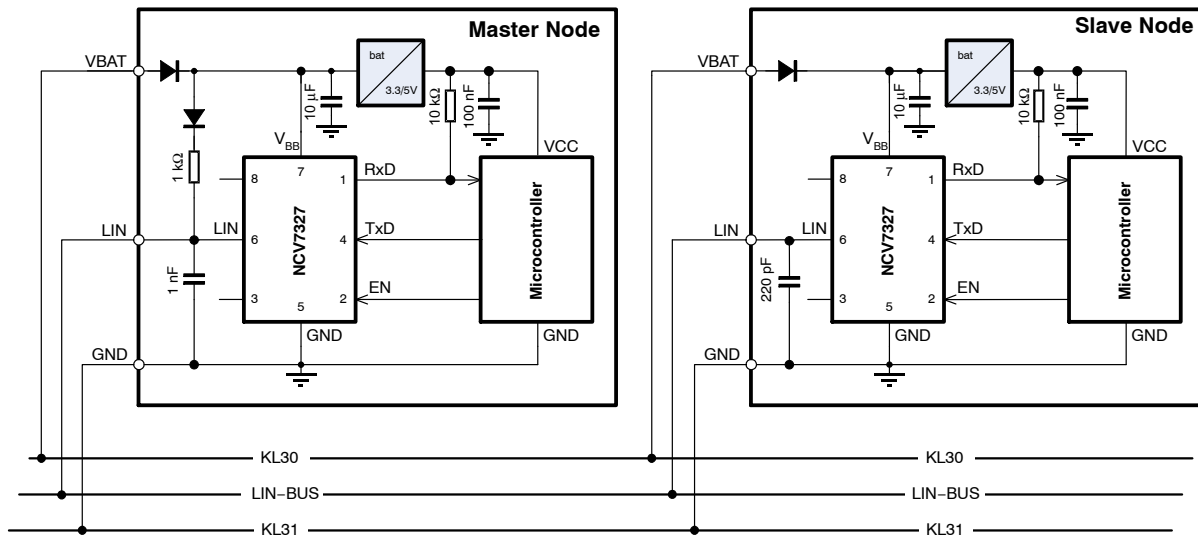 Master Node
VBAT
bat
3.3/5V
10 µF
10 kΩ
100 nF
1 kΩ
VBB
VCC
8
7
1
RxD
LIN
LIN
6
NCV7327
4
TxD
Microcontroller
1 nF
3
5
2
EN
GND
GND
GND
Slave Node
VBAT
bat
3.3/5V
10 µF
10 kΩ
100 nF
VBB
VCC
8
7
1
RxD
LIN
LIN
6
NCV7327
4
TxD
Microcontroller
220 pF
3
5
2
EN
GND
GND
GND
KL30
KL30
LIN−BUS
LIN−BUS
KL31
KL31